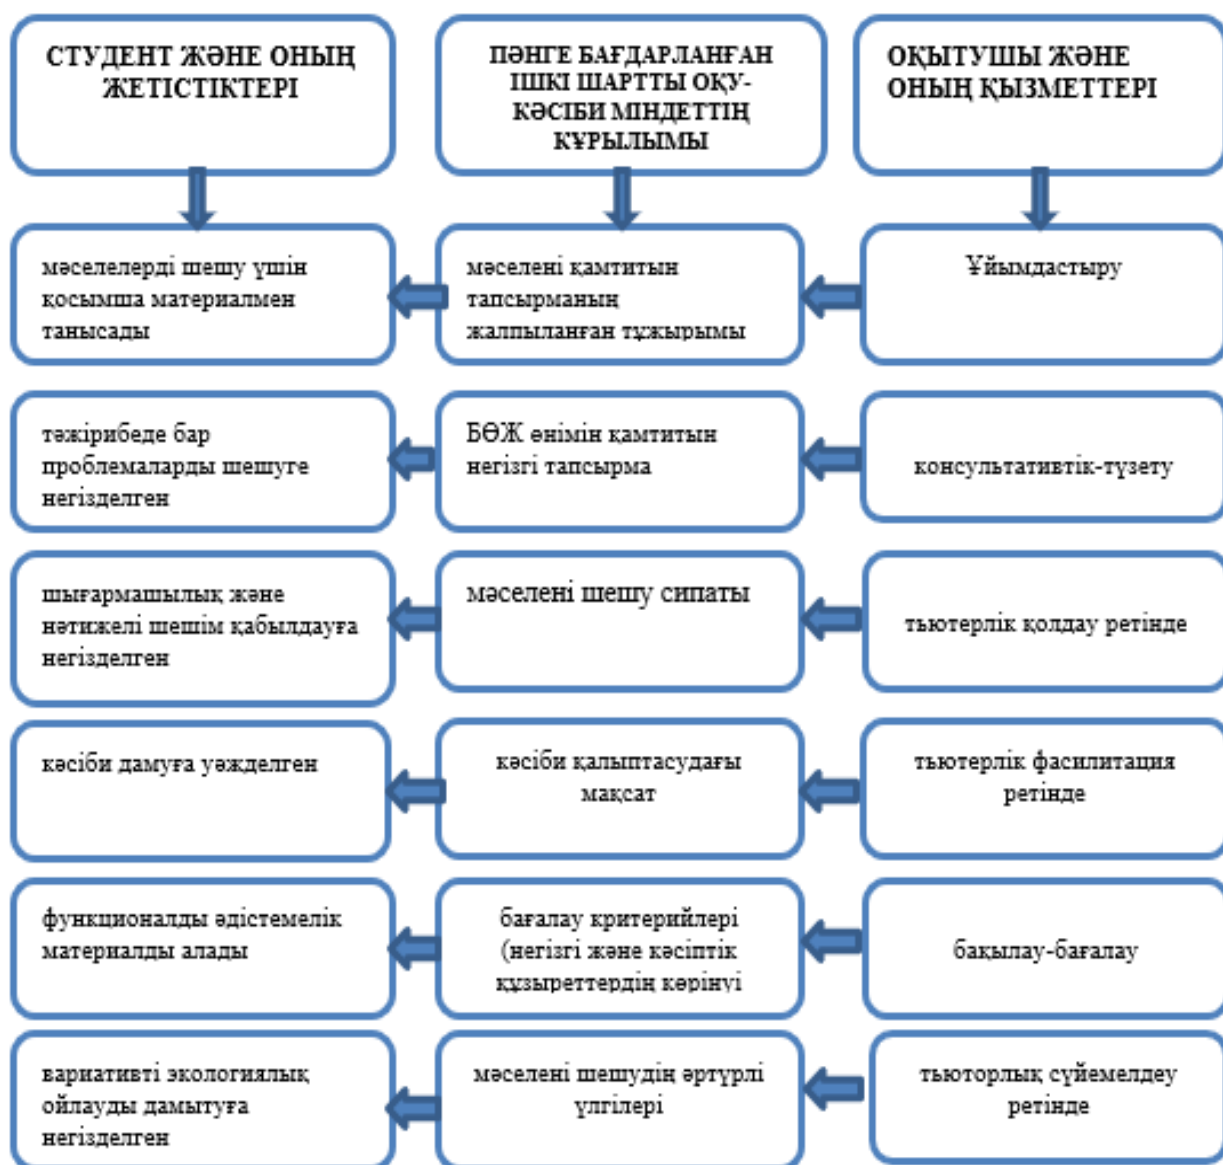 СТУДЕНТ ЖӘНЕ ОНЫҢ
ЖЕТІСТІКТЕРІ
ПӘНГЕ БАҒДАРЛАНҒАН
ІШКІ ШАРТТЫ ОҚУ-
КӘСІБИ МІНДЕТТІҢ
КҰРЫЛЫМЫ
ОҚЫТУШЫ ЖӘНЕ
ОНЫҢ ҚЫЗМЕТТЕРІ
мәселелерді шешу үшін
қосымша материалмен
танысады
мәселені қамтитын
тапсырманың
жалпыланған тұжырымы
Ұйымдастыру
тәжірибеде бар
проблемаларды шешуге
негізделген
БӨЖ өнімін қамтитын
негізгі тапсырма
консультативтік-түзету
шығармашылық және
нәтижелі шешім қабылдауға
негізделген
мәселені шешу сипаты
тьютерлік қолдау ретінде
кәсіби дамуға уәжделген
кәсіби қалыптасудағы
мақсат
тьютерлік фасилитация
ретінде
функционалды әдістемелік
материалды алады
бағалау критерийлері
(негізгі және кәсіптік
құзыреттердің көрінуі
бақылау-бағалау
вариативті экологиялық
ойлауды дамытуға
негізделген
мәселені шешудің әртүрлі
үлгілері
тьюторлық сүйемелдеу
ретінде